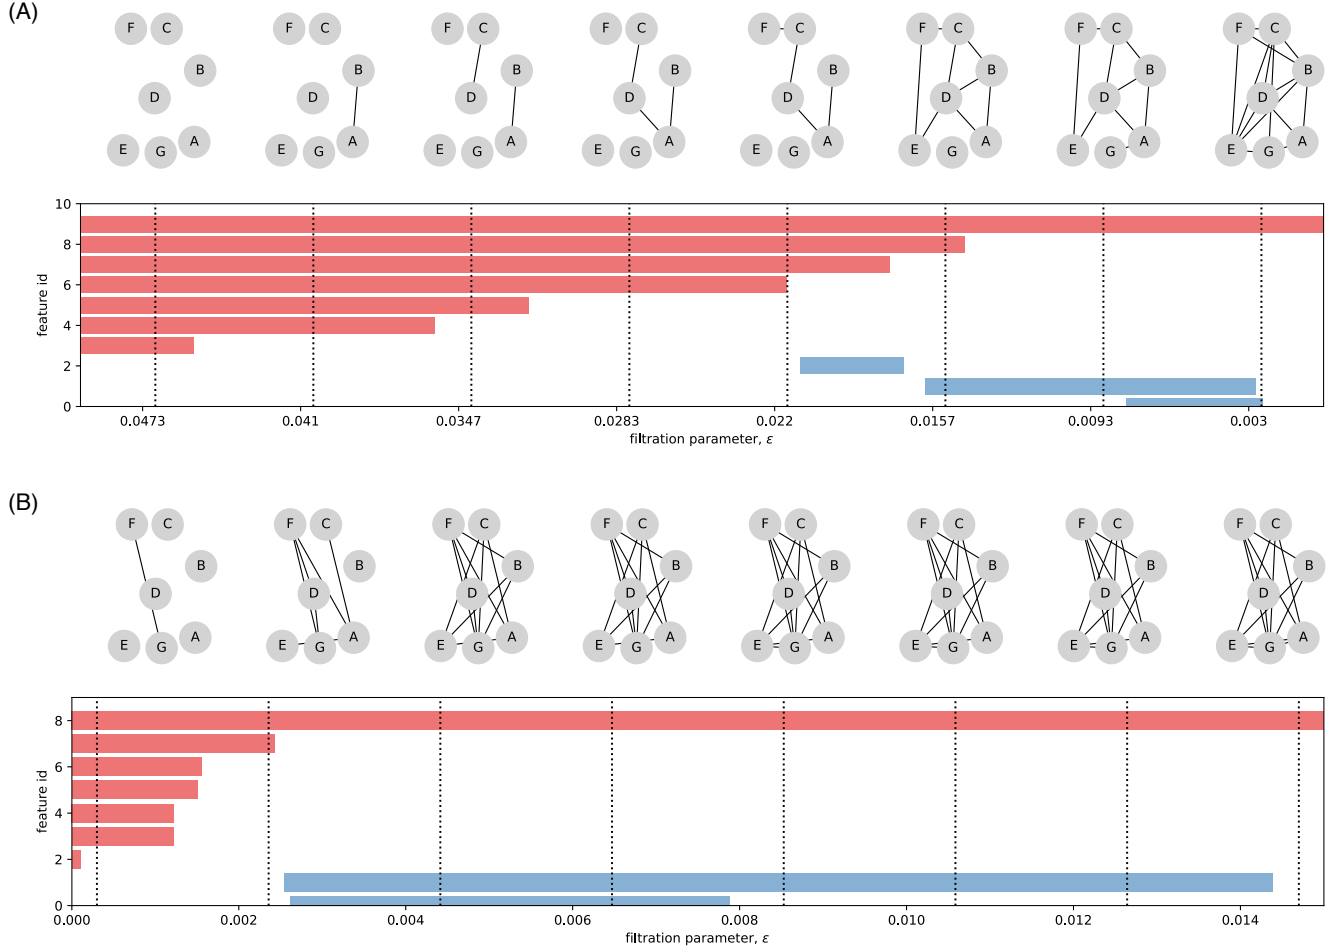 (A)
F C F C F C F C F C F C F C F C
B B B B B B B B
D D D D D D D D
A A A A A A A A
E G E G E G E G E G E G E G E G
10
8
6
4
2
0
feature id
0.0473 0.041 0.0347 0.0283 0.022 0.0157 0.0093 0.003
filtration parameter, ε
(B)
F C F C F C F C F C F C F C F C
B B B B B B B B
D D D D D D D D
A A A A A A A A
E G E G E G E G E G E G E G E G
8
6
4
2
0
feature id
0.000 0.002 0.004 0.006 0.008 0.010 0.012 0.014
filtration parameter, ε